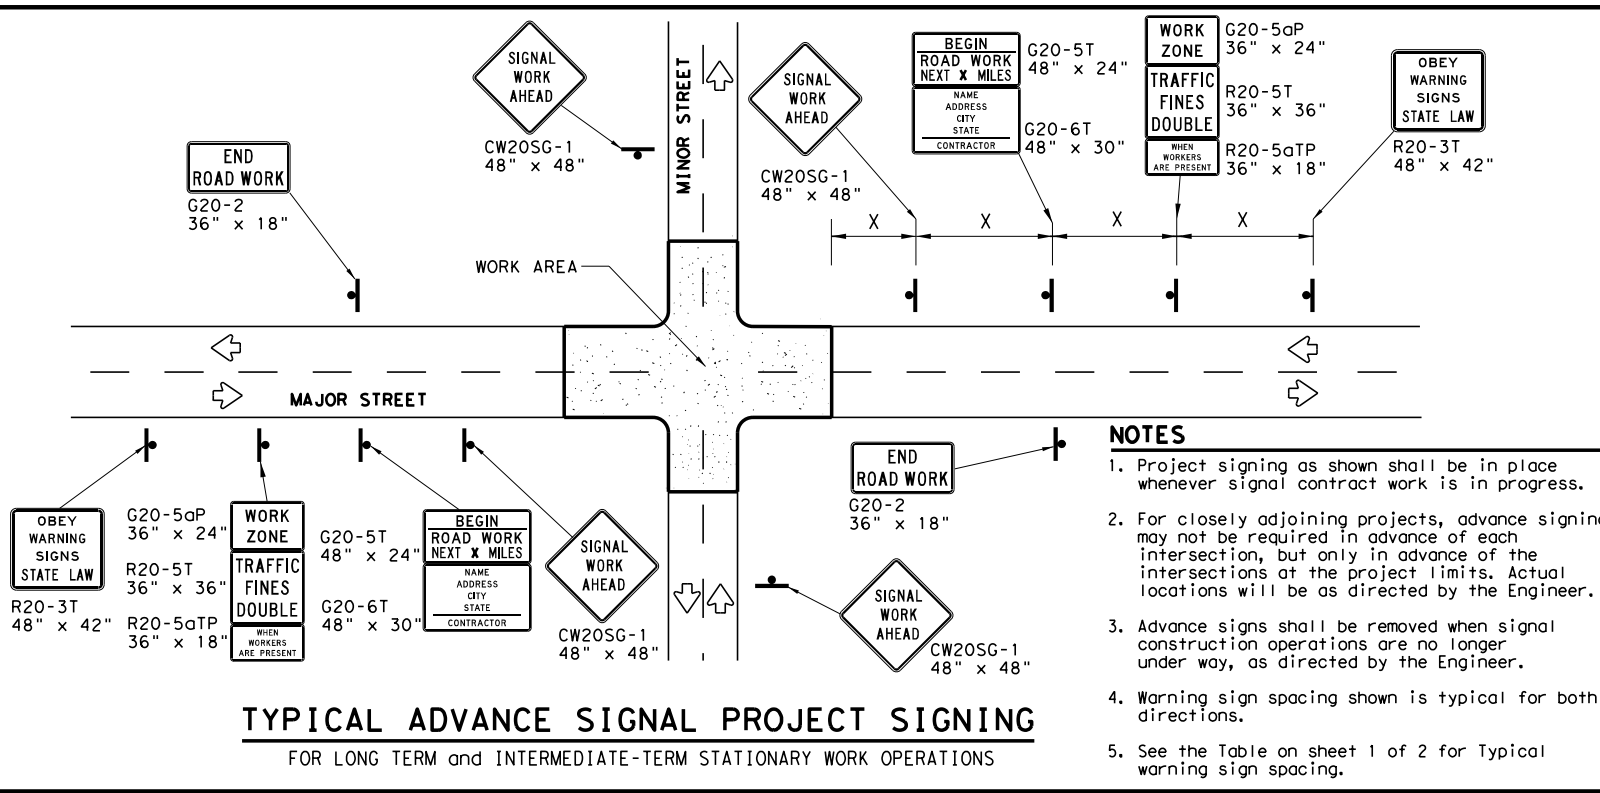 SIGNAL
WORK
AHEAD
CW20SG-1
48" x 48"
END
ROAD WORK
G20-2
36" x 18"
MINOR STREET
SIGNAL
WORK
AHEAD
CW20SG-1
48" x 48"
BEGIN
ROAD WORK
NEXT X MILES
NAME
ADDRESS
CITY
STATE
CONTRACTOR
G20-5T
48" x 24"
G20-6T
48" x 30"
WORK
ZONE
TRAFFIC
FINES
DOUBLE
WHEN
WORKERS
ARE PRESENT
G20-5aP
36" x 24"
R20-5T
36" x 36"
R20-5aTP
36" x 18"
OBEY
WARNING
SIGNS
STATE LAW
R20-3T
48" x 42"
X
X
X
X
WORK AREA
MAJOR STREET
OBEY
WARNING
SIGNS
STATE LAW
R20-3T
48" x 42"
G20-5aP
36" x 24"
R20-5T
36" x 36"
R20-5aTP
36" x 18"
WORK
ZONE
TRAFFIC
FINES
DOUBLE
WHEN
WORKERS
ARE PRESENT
G20-5T
48" x 24"
G20-6T
48" x 30"
BEGIN
ROAD WORK
NEXT X MILES
NAME
ADDRESS
CITY
STATE
CONTRACTOR
SIGNAL
WORK
AHEAD
CW20SG-1
48" x 48"
END
ROAD WORK
G20-2
36" x 18"
SIGNAL
WORK
AHEAD
CW20SG-1
48" x 48"
TYPICAL ADVANCE SIGNAL PROJECT SIGNING
FOR LONG TERM and INTERMEDIATE-TERM STATIONARY WORK OPERATIONS
NOTES
1. Project signing as shown shall be in place
whenever signal contract work is in progress.
2. For closely adjoining projects, advance signing
may not be required in advance of each
intersection, but only in advance of the
intersections at the project limits. Actual
locations will be as directed by the Engineer.
3. Advance signs shall be removed when signal
construction operations are no longer
under way, as directed by the Engineer.
4. Warning sign spacing shown is typical for both
directions.
5. See the Table on sheet 1 of 2 for Typical
warning sign spacing.